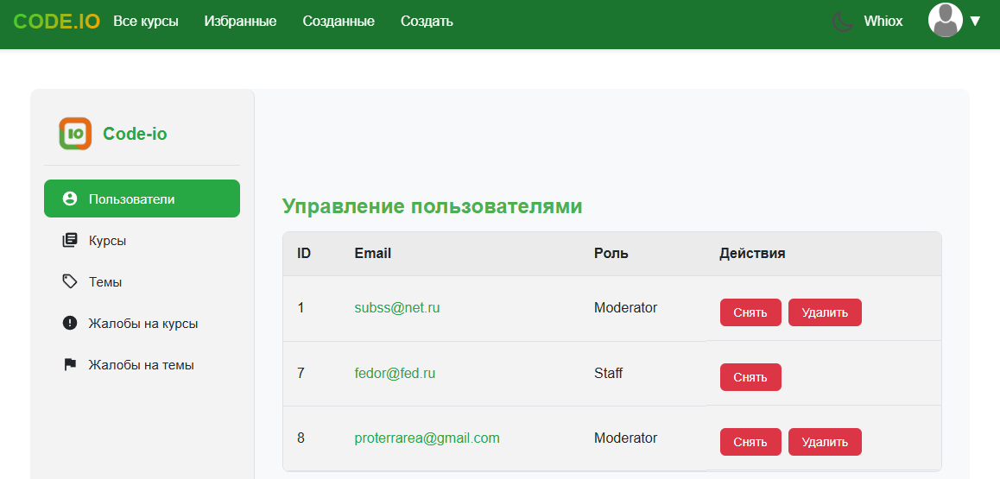 CODE.IO Все курсы Избранные Созданные Создать Whiox ▼
IO Code-io
Пользователи
Курсы
Темы
Жалобы на курсы
Жалобы на темы
Управление пользователями
ID Email Роль Действия
1 subss@net.ru Moderator Снять Удалить
7 fedor@fed.ru Staff Снять
8 proterrarea@gmail.com Moderator Снять Удалить